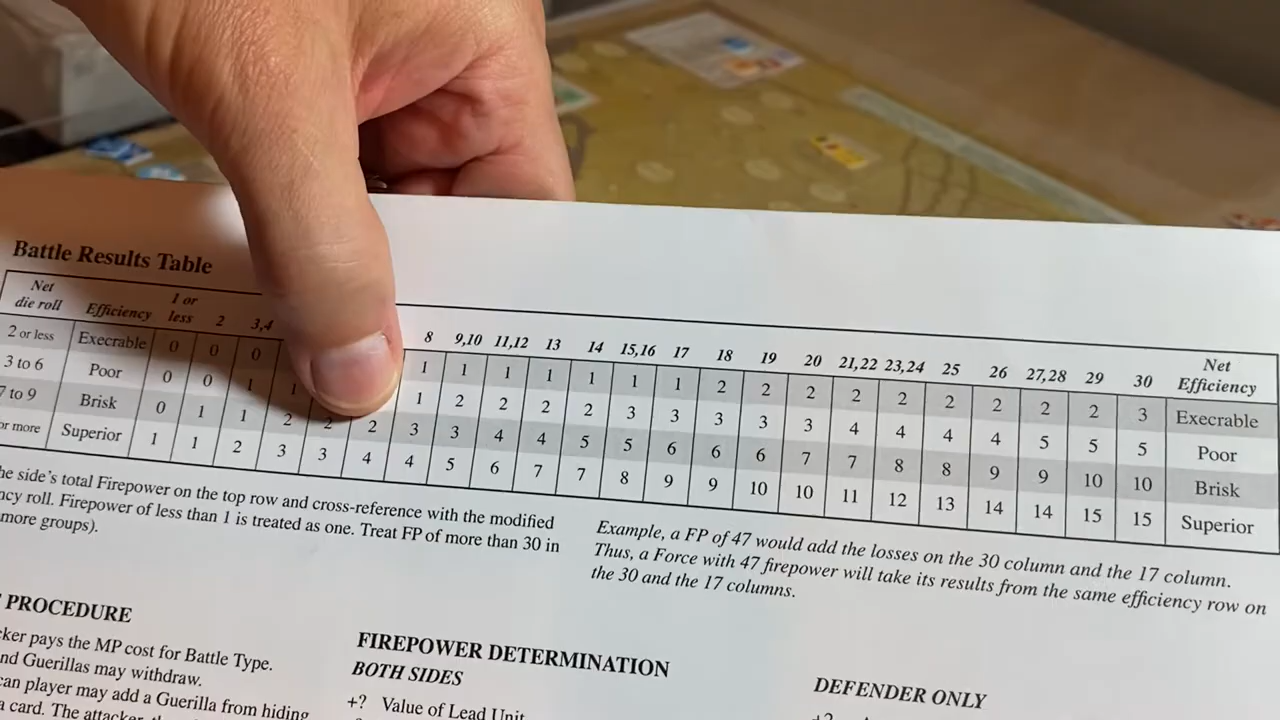 Battle Results Table
Net die roll Efficiency 1 or less 2 3,4 8 9,10 11,12 13 14 15,16 17 18 19 20 21,22 23,24 25 26 27,28 29 30 Net Efficiency
2 or less Execrable 0 0 0 1 1 1 1 1 1 1 2 2 2 2 2 2 2 2 2 3 Execrable
3 to 6 Poor 0 0 1 1 1 2 2 2 2 3 3 3 3 3 4 4 4 4 5 5 5 Poor
7 to 9 Brisk 0 1 1 2 2 2 3 3 4 4 5 5 6 6 6 7 7 8 8 9 9 10 10 Brisk
or more Superior 1 1 2 3 3 4 4 5 6 7 7 8 9 9 10 10 11 12 13 14 14 15 15 Superior
he side's total Firepower on the top row and cross-reference with the modified
ncy roll. Firepower of less than 1 is treated as one. Treat FP of more than 30 in
more groups).
Example, a FP of 47 would add the losses on the 30 column and the 17 column.
Thus, a Force with 47 firepower will take its results from the same efficiency row on
the 30 and the 17 columns.
PROCEDURE
cker pays the MP cost for Battle Type.
nd Guerillas may withdraw.
can player may add a Guerilla from hiding
a card. The
FIREPOWER DETERMINATION
BOTH SIDES
+? Value of Lead Unit
DEFENDER ONLY